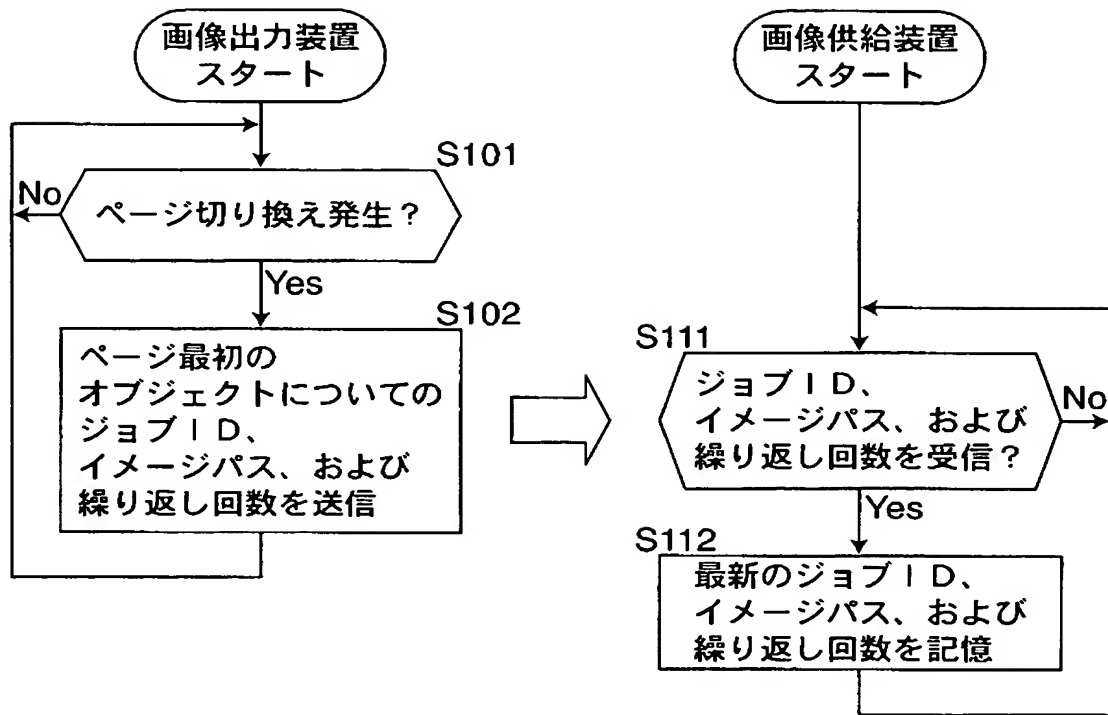 画像出力装置
スタート
S101
No
ページ切り換え発生？
Yes
S102
ページ最初の
オブジェクトについての
ジョブＩＤ、
イメージパス、および
繰り返し回数を送信
画像供給装置
スタート
S111
ジョブＩＤ、
イメージパス、および
繰り返し回数を受信？
No
Yes
S112
最新のジョブＩＤ、
イメージパス、および
繰り返し回数を記憶